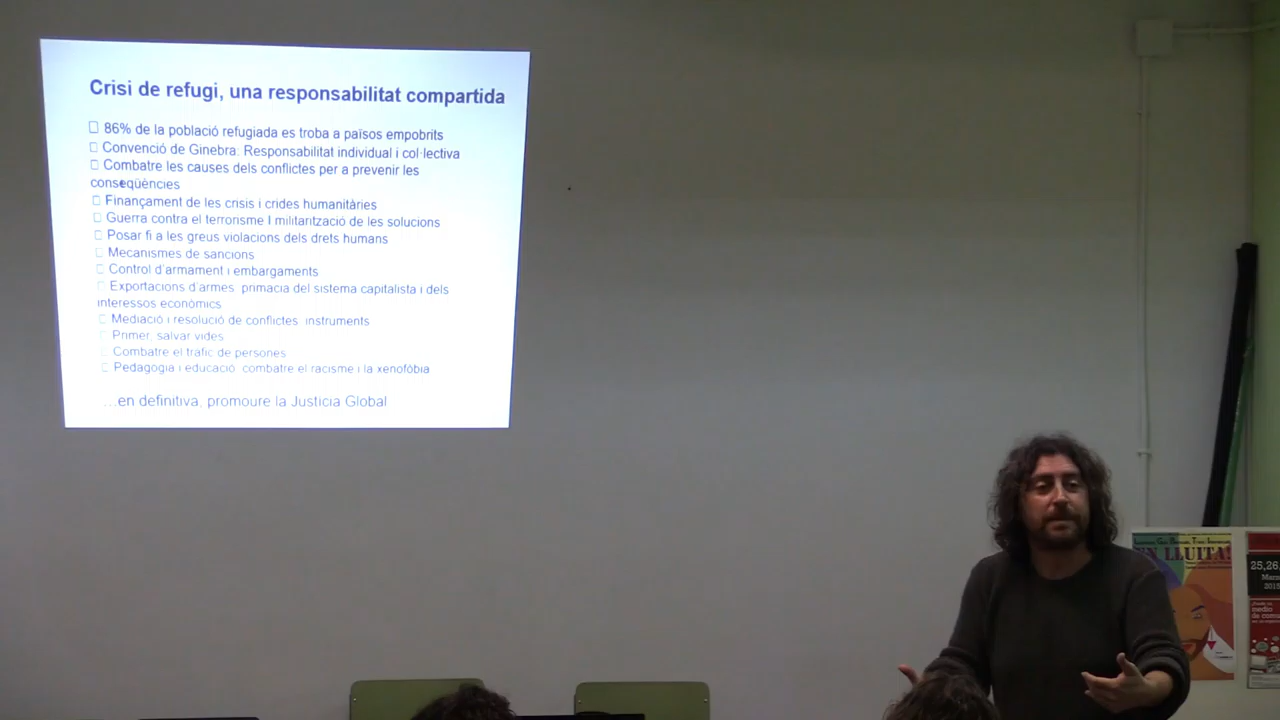 Crisi de refugi, una responsabilitat compartida
86% de la població refugiada es troba a països empobrits
Convenció de Ginebra: Responsabilitat individual i col·lectiva
Combatre les causes dels conflictes per a prevenir les
conseqüències
Finançament de les crisis i crides humanitàries
Guerra contra el terrorisme I militarització de les solucions
Posar fi a les greus violacions dels drets humans
Mecanismes de sancions
Control d'armament i embargaments
Exportacions d'armes: primacia del sistema capitalista i dels
interessos econòmics
Mediació i resolució de conflictes: instruments
Primer, salvar vides
Combatre el tràfic de persones
Pedagogia i educació: combatre el racisme i la xenofòbia
...en definitiva, promoure la Justícia Global
EN LLUITA!
25,26,
2015
medio
de com